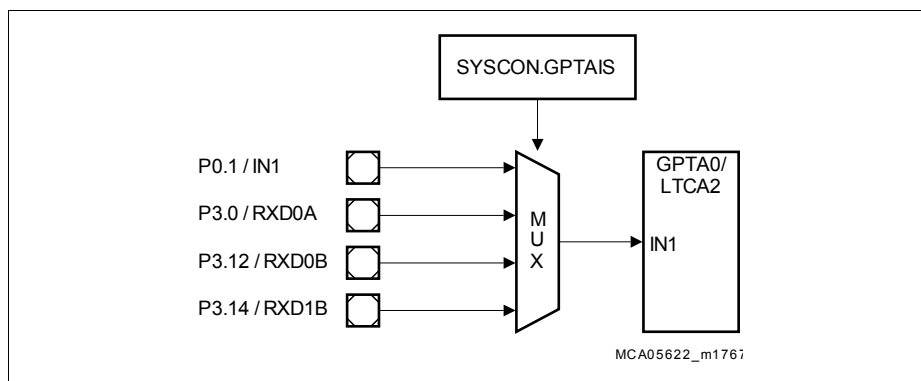 SYSCON.GPTAIS
P0.1 / IN1
P3.0 / RXD0A
P3.12 / RXD0B
P3.14 / RXD1B
M
U
X
GPTA0/
LTCA2
IN1
MCA05622_m1767